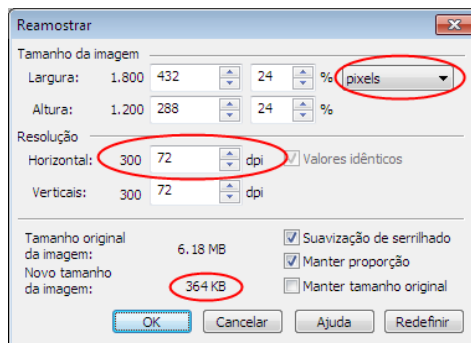 Reamostrar
Tamanho da imagem
Largura: 1.800 432 24 % pixels
Altura: 1.200 288 24 %
Resolução
Horizontal: 300 72 dpi Valores idênticos
Verticais: 300 72 dpi
Tamanho original da imagem: 6.18 MB Suavização de serrilhado
Novo tamanho da imagem: 364 KB Manter proporção
Manter tamanho original
OK Cancelar Ajuda Redefinir